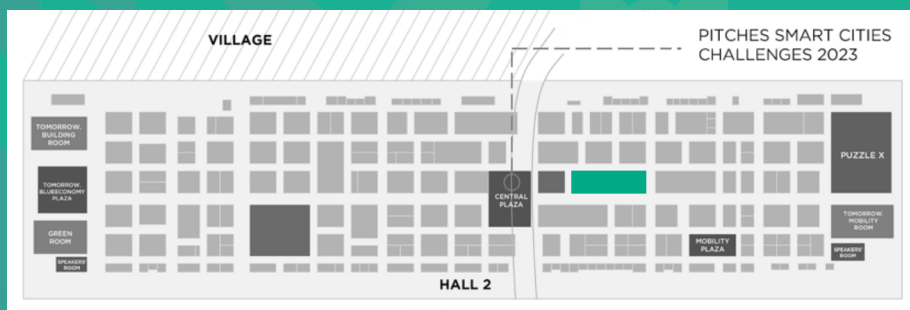 VILLAGE
PITCHES SMART CITIES
CHALLENGES 2023
TOMORROW.
BUILDING
ROOM
PUZZLE X
TOMORROW.
BLUEECONOMY
PLAZA
CENTRAL
PLAZA
GREEN
ROOM
TOMORROW.
MOBILITY
ROOM
MOBILITY
PLAZA
SPEAKERS'
ROOM
SPEAKERS'
ROOM
HALL 2